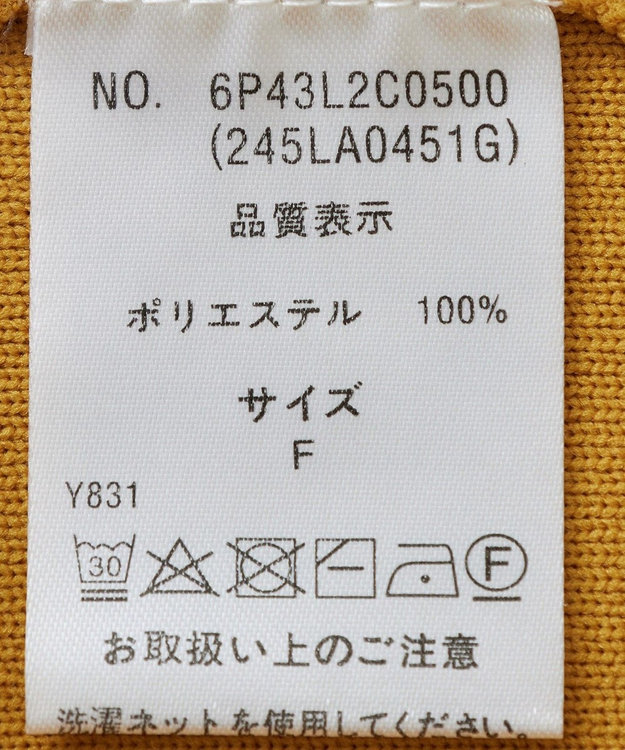 NO. 6P43L2C0500
(245LA0451G)
品質表示
ポリエステル 100%
サイズ
F
Y831
30 F
お取扱い上のご注意
洗濯ネットを使用してください。